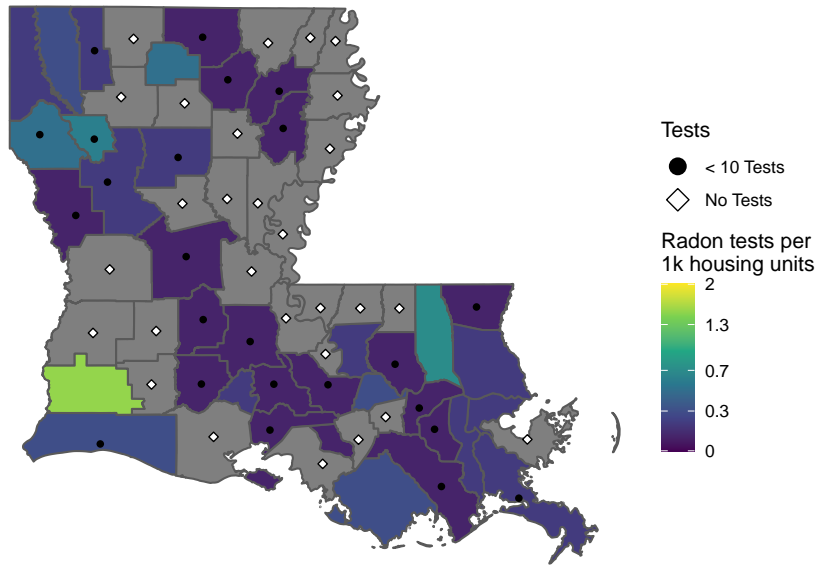 Tests
< 10 Tests
No Tests
Radon tests per
1k housing units
2
1.3
0.7
0.3
0